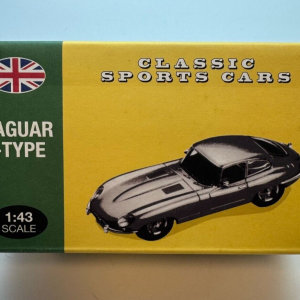 CLASSIC
SPORTS CARS
AGUAR
-TYPE
1:43
SCALE